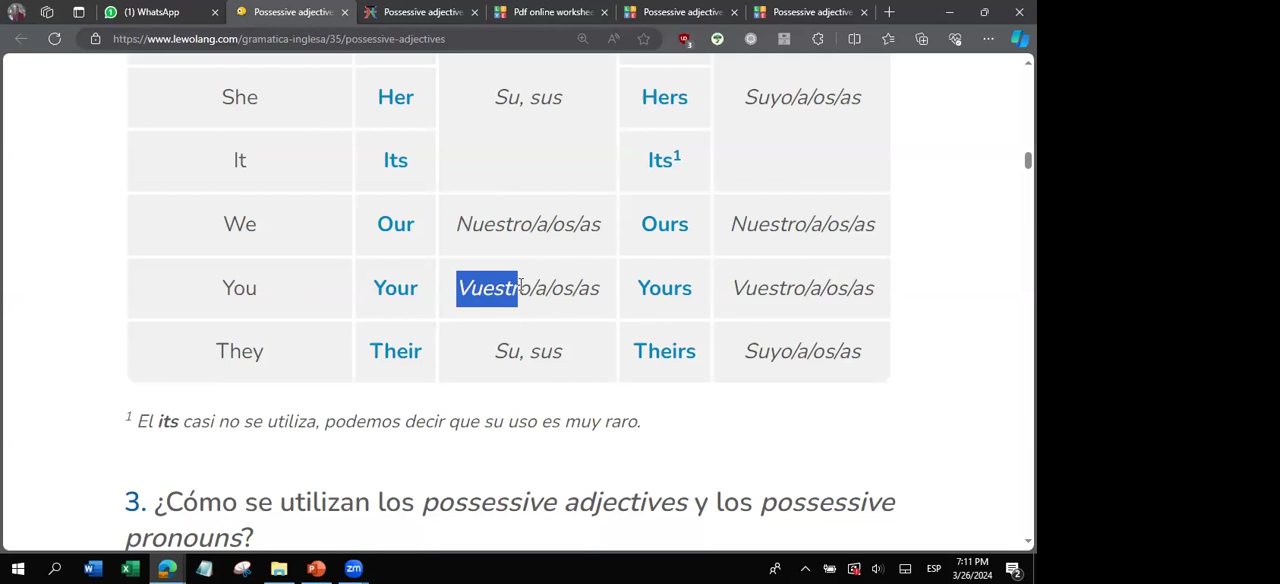 (1) WhatsApp
Possessive adjective
Possessive adjective
Pdf online workshee
Possessive adjective
Possessive adjective
https://www.lewolang.com/gramatica-inglesa/35/possessive-adjectives
She Her Su, sus Hers Suyo/a/os/as
It Its Its¹
We Our Nuestro/a/os/as Ours Nuestro/a/os/as
You Your Vuestro/a/os/as Yours Vuestro/a/os/as
They Their Su, sus Theirs Suyo/a/os/as
¹ El its casi no se utiliza, podemos decir que su uso es muy raro.
3. ¿Cómo se utilizan los possessive adjectives y los possessive
pronouns?
ESP
7:11 PM
3/26/2024